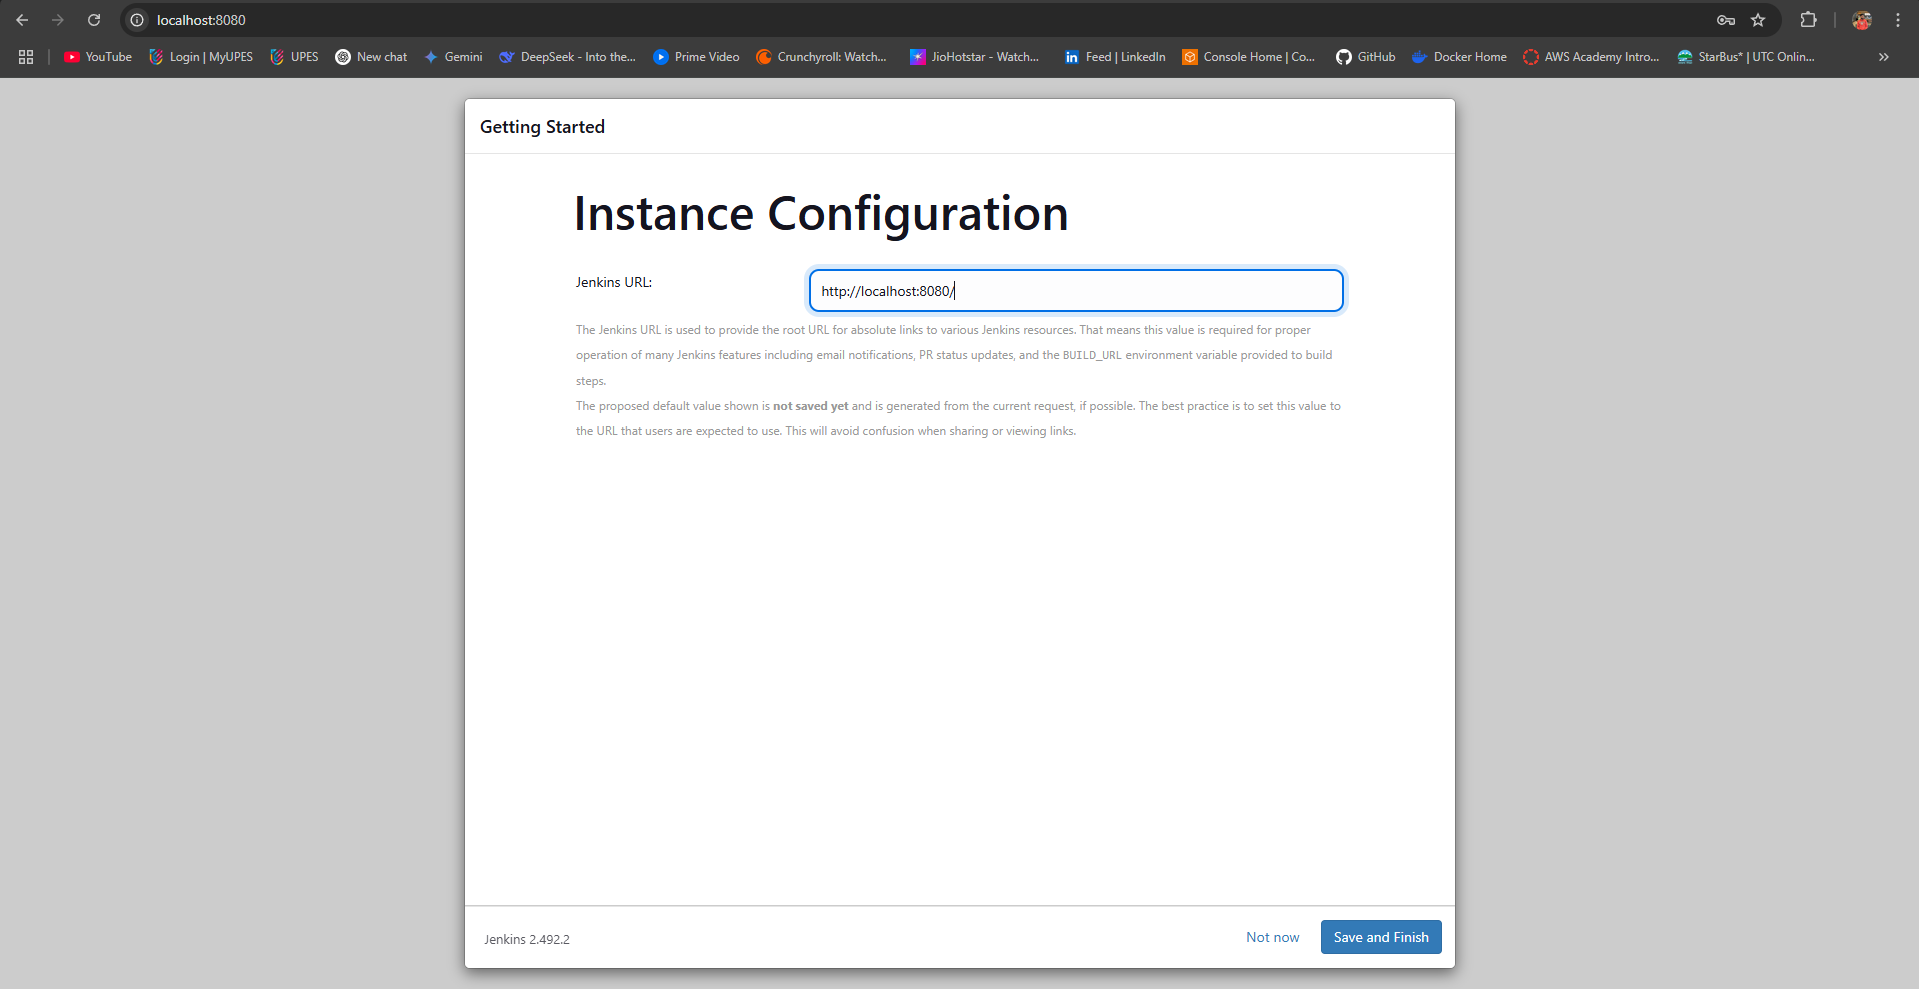 localhost:8080
YouTube
Login | MyUPES
UPES
New chat
Gemini
DeepSeek - Into the...
Prime Video
Crunchyroll: Watch...
JioHotstar - Watch...
Feed | LinkedIn
Console Home | Co...
GitHub
Docker Home
AWS Academy Intro...
StarBus* | UTC Onlin...
Getting Started
Instance Configuration
Jenkins URL:
http://localhost:8080/
The Jenkins URL is used to provide the root URL for absolute links to various Jenkins resources. That means this value is required for proper
operation of many Jenkins features including email notifications, PR status updates, and the BUILD_URL environment variable provided to build
steps.
The proposed default value shown is not saved yet and is generated from the current request, if possible. The best practice is to set this value to
the URL that users are expected to use. This will avoid confusion when sharing or viewing links.
Jenkins 2.492.2
Not now
Save and Finish